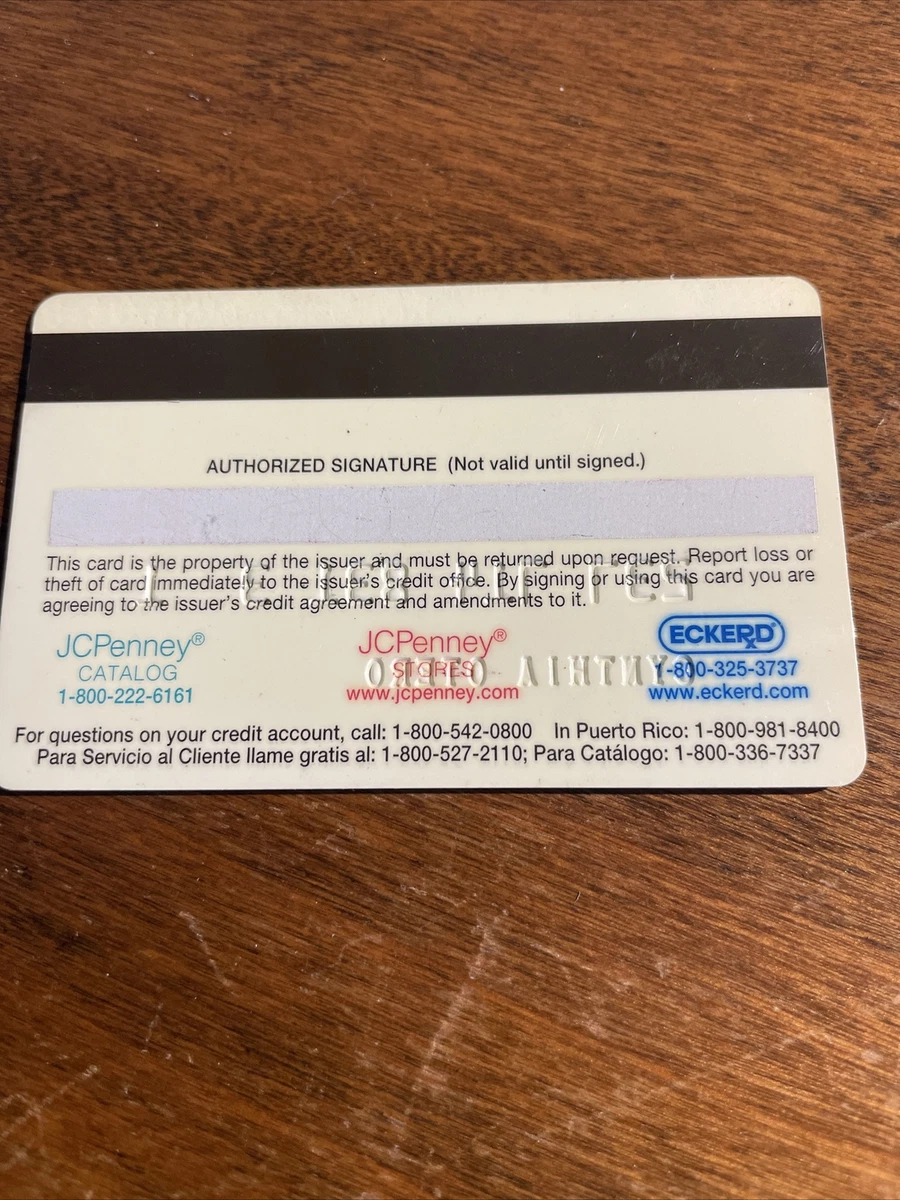 AUTHORIZED SIGNATURE (Not valid until signed.)
This card is the property of the issuer and must be returned upon request. Report loss or
theft of card immediately to the issuer's credit office. By signing or using this card you are
agreeing to the issuer's credit agreement and amendments to it.
JCPenney®
CATALOG
1-800-222-6161
JCPenney®
STORES
www.jcpenney.com
ECKERD®
1-800-325-3737
www.eckerd.com
CYNTHIA OTERO
For questions on your credit account, call: 1-800-542-0800 In Puerto Rico: 1-800-981-8400
Para Servicio al Cliente llame gratis al: 1-800-527-2110; Para Catálogo: 1-800-336-7337